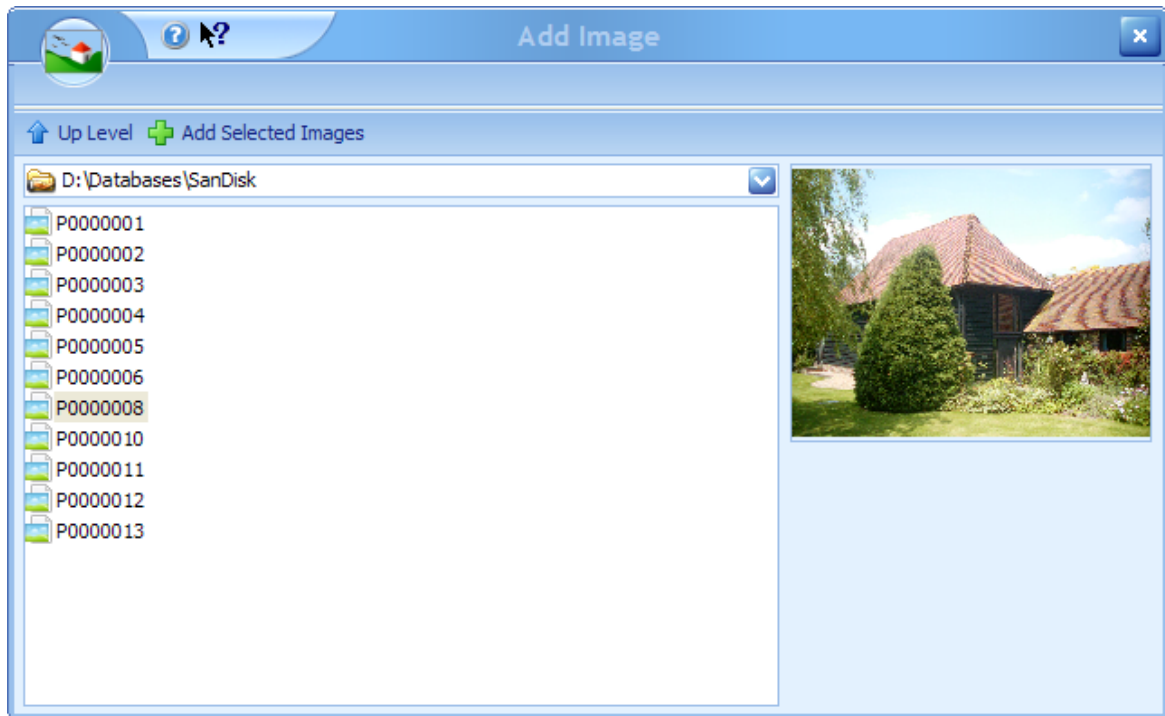 Add Image
Up Level Add Selected Images
D:\Databases\SanDisk
P0000001
P0000002
P0000003
P0000004
P0000005
P0000006
P0000008
P0000010
P0000011
P0000012
P0000013